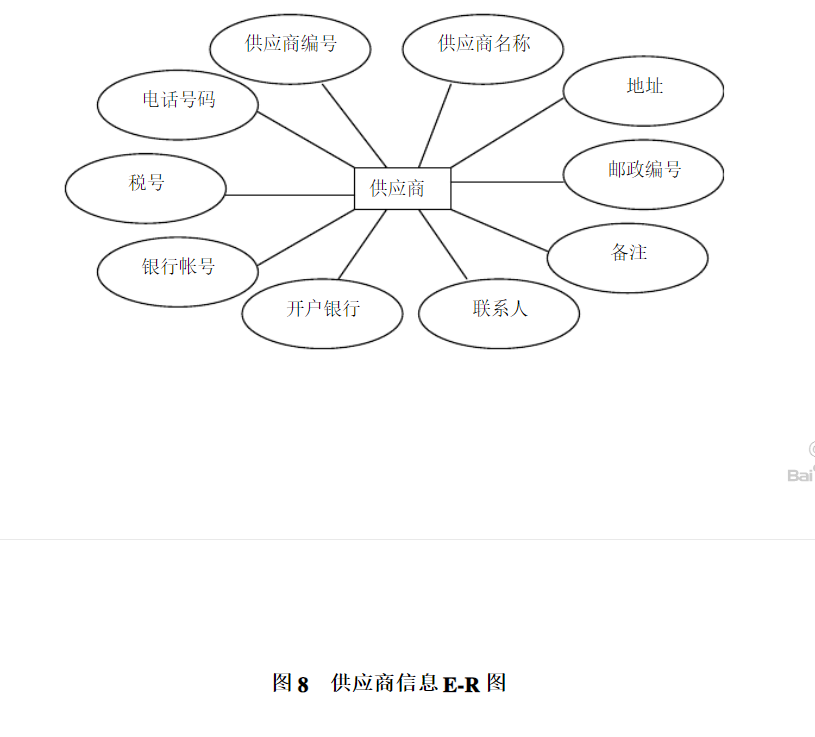 供应商编号
供应商名称
电话号码
地址
税号
供应商
邮政编号
银行帐号
备注
开户银行
联系人
Bai
图 8 供应商信息 E-R 图